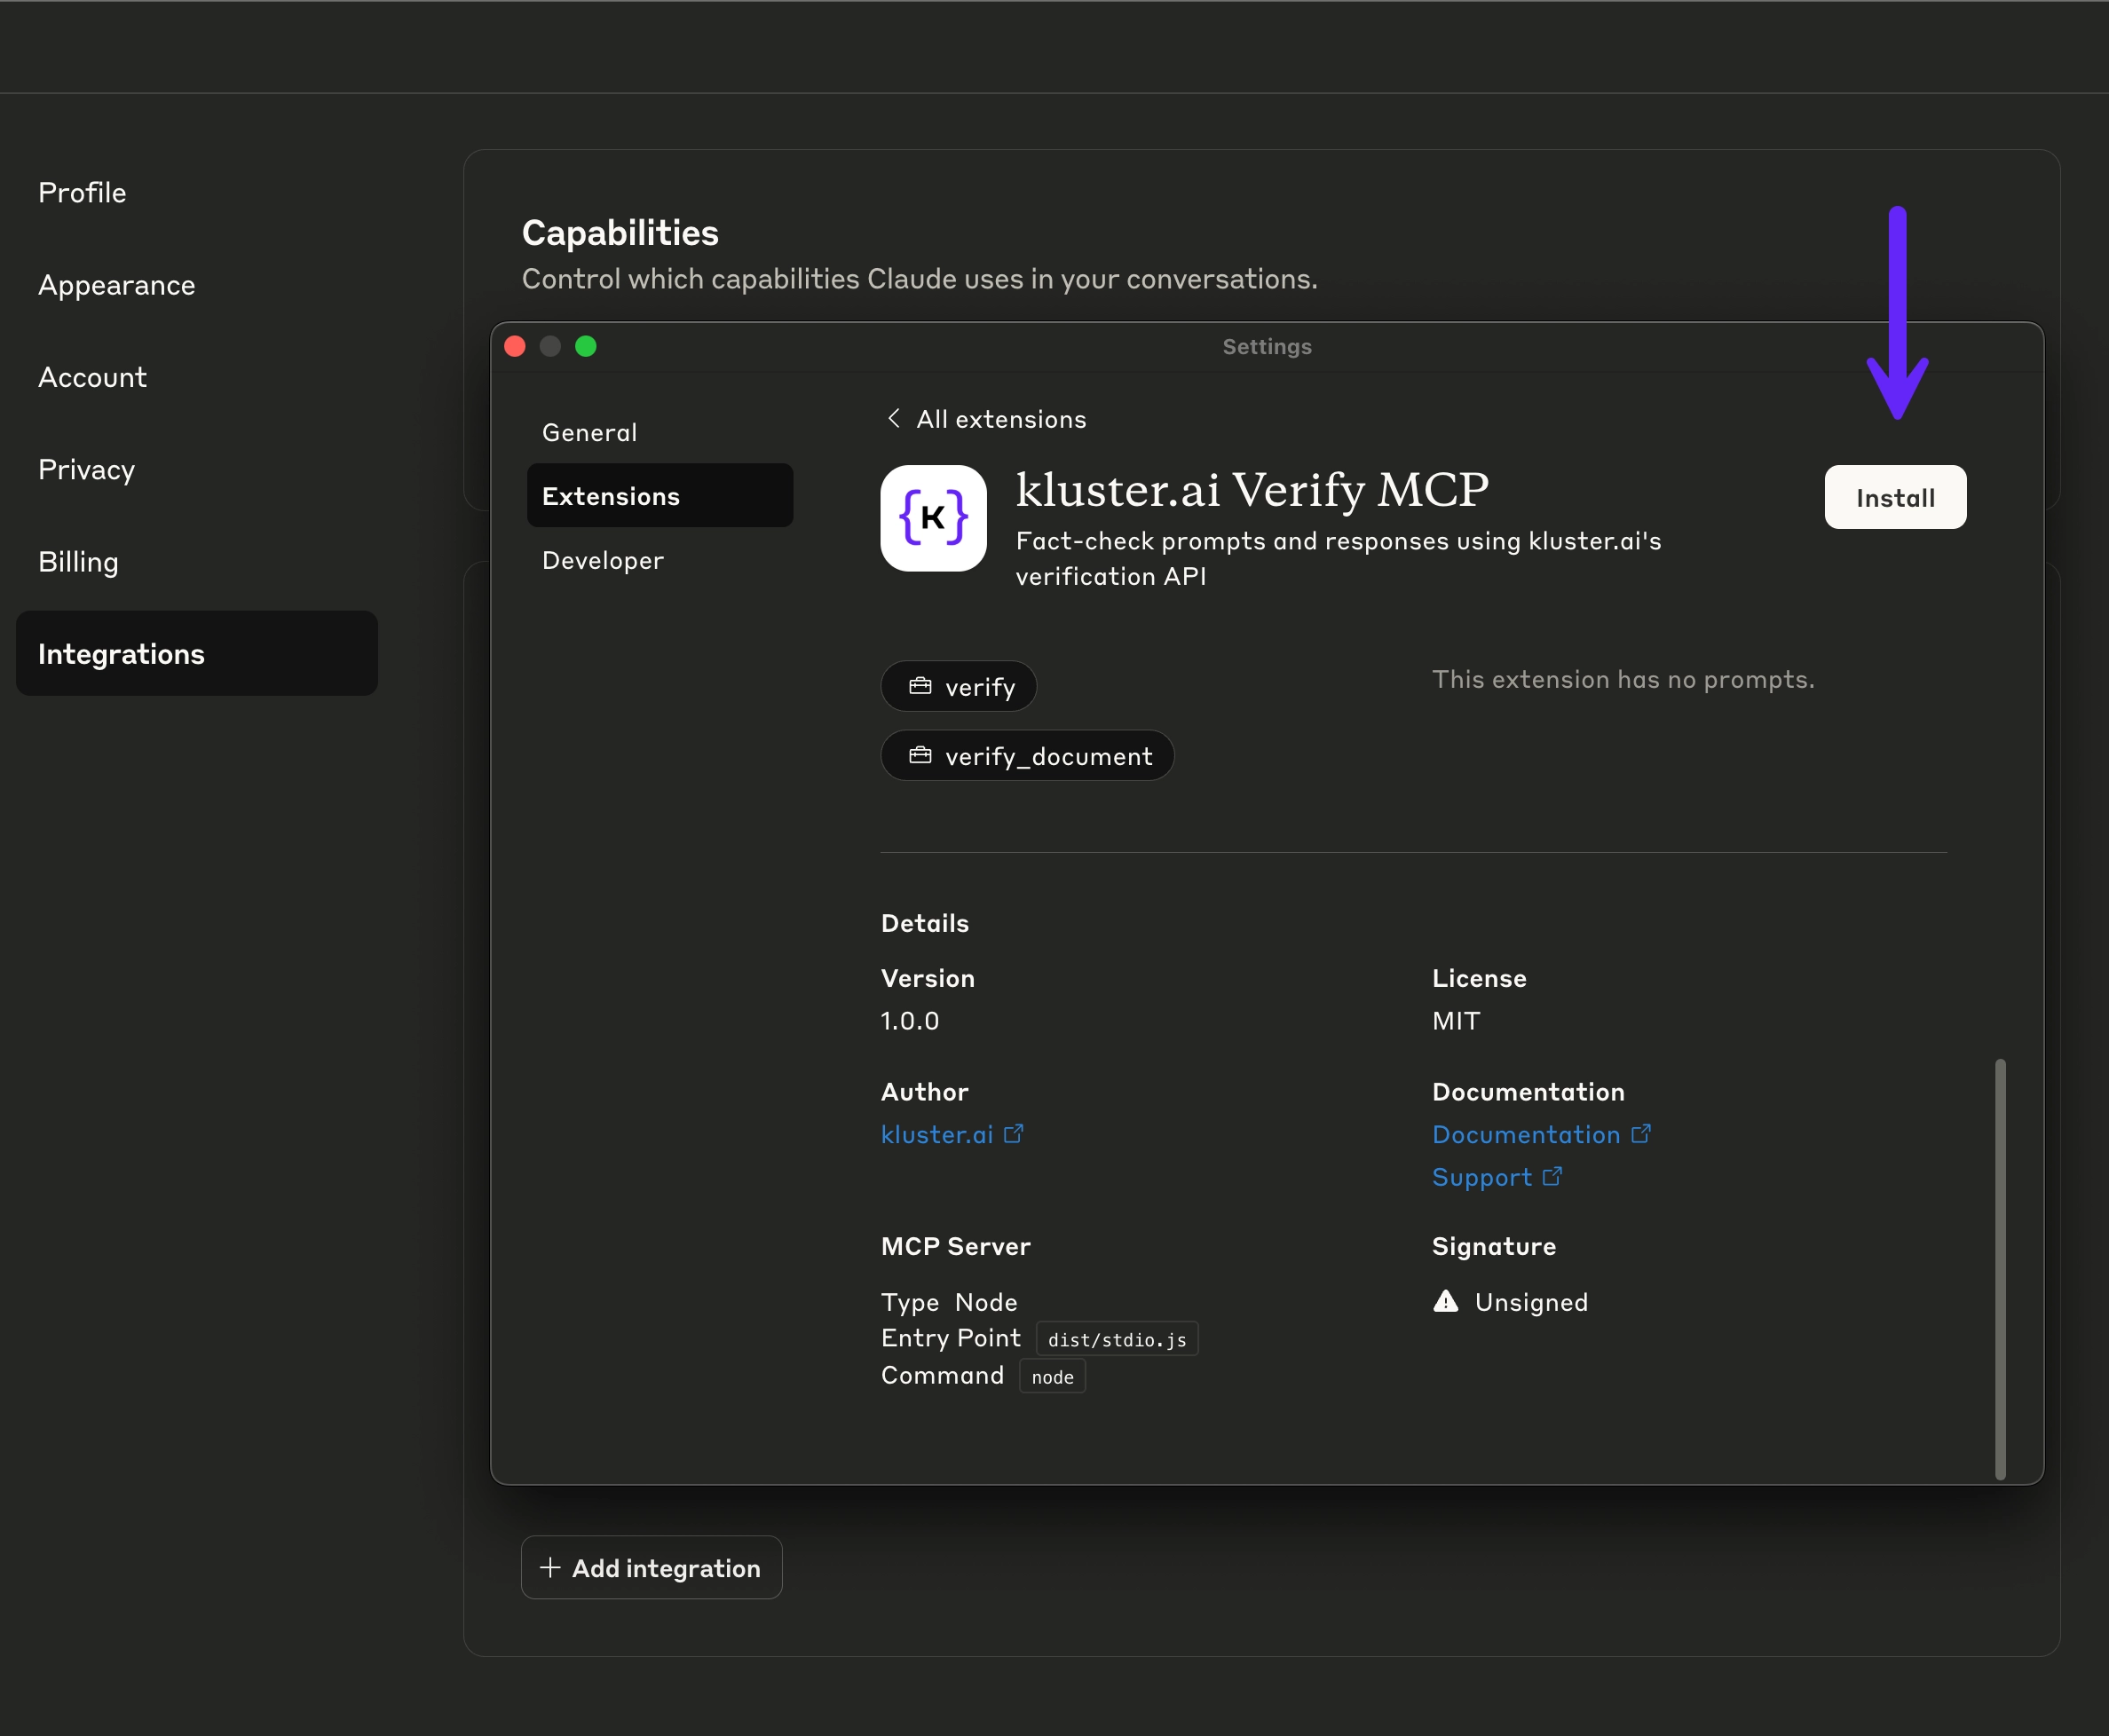 Profile
Appearance
Account
Privacy
Billing
Integrations
Capabilities
Control which capabilities Claude uses in your conversations.
Settings
General
Extensions
Developer
All extensions
{K}
kluster.ai Verify MCP
Fact-check prompts and responses using kluster.ai's
verification API
Install
verify
verify_document
This extension has no prompts.
Details
Version
1.0.0
License
MIT
Author
kluster.ai
Documentation
Documentation
Support
MCP Server
Type Node
Entry Point dist/stdio.js
Command node
Signature
Unsigned
+ Add integration